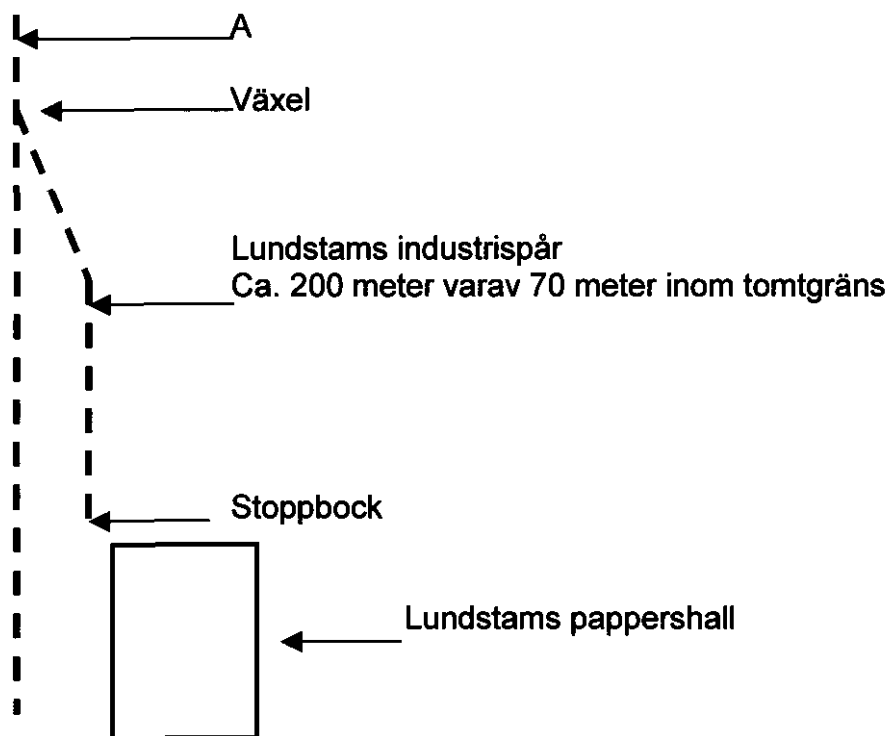 A
Växel
Lundstams industrispår
Ca. 200 meter varav 70 meter inom tomtgräns
Stoppbock
Lundstams pappershall